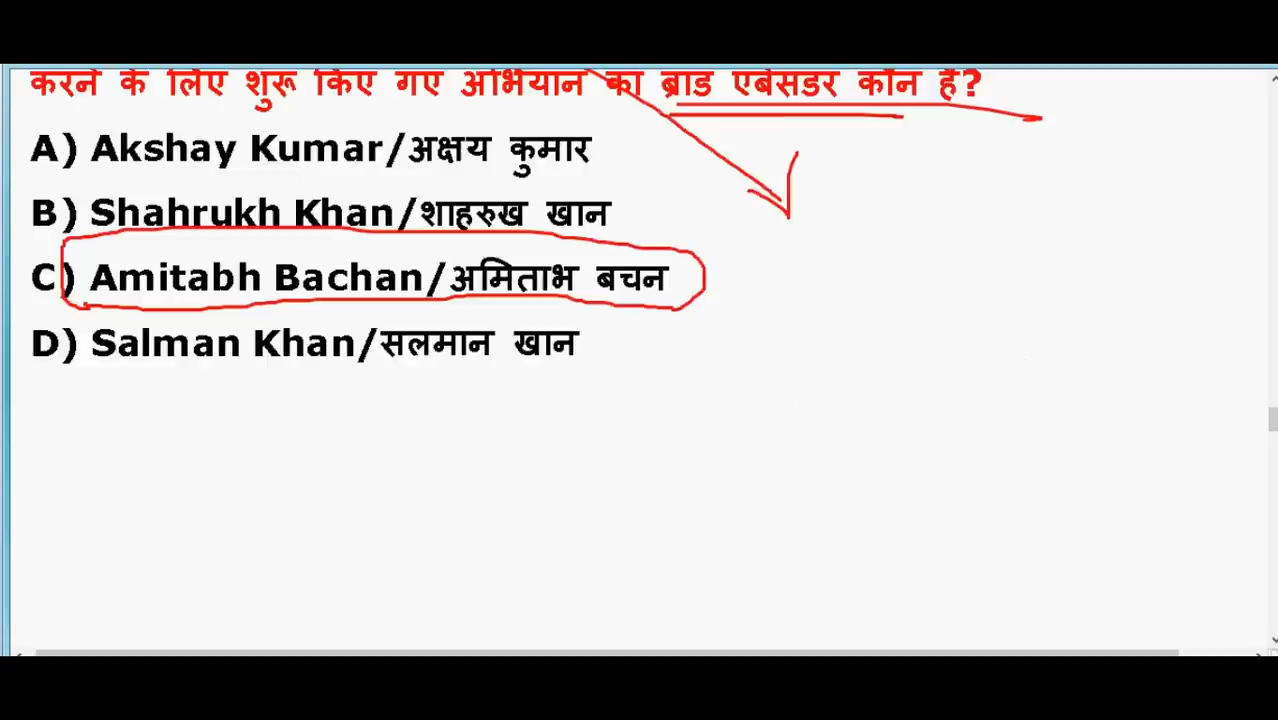 करने के लिए शुरू किए गए अभियान का ब्रांड एंबेसडर कौन है?
A) Akshay Kumar/अक्षय कुमार
B) Shahrukh Khan/शाहरुख खान
C) Amitabh Bachan/अमिताभ बचन
D) Salman Khan/सलमान खान